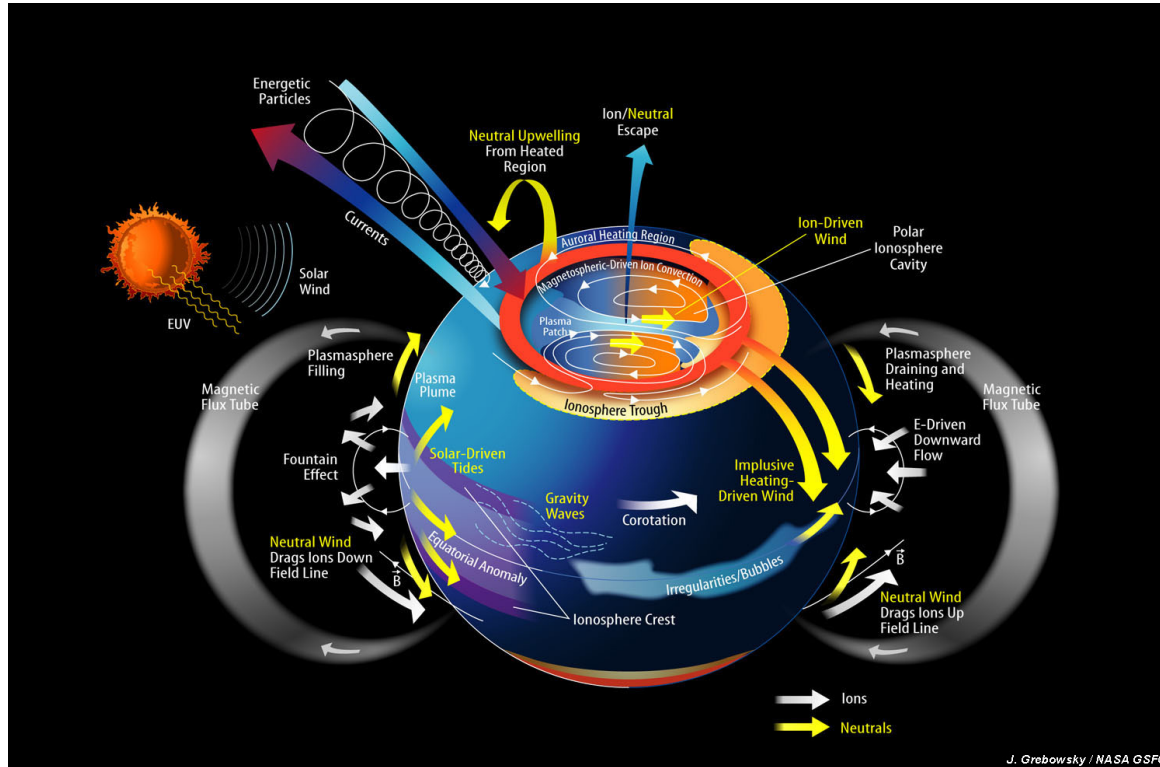 Energetic
Particles
Ion/Neutral
Escape
Neutral Upwelling
From Heated
Region
Currents
Ion-Driven
Wind
Polar
Ionosphere
Cavity
Auroral Heating Region
Magnetospheric-Driven Ion Convection
Solar
Wind
EUV
Plasma
Patch
Plasmasphere
Filling
Plasmasphere
Draining and
Heating
Magnetic
Flux Tube
Plasma
Plume
Magnetic
Flux Tube
Ionosphere Trough
E-Driven
Downward
Flow
Fountain
Effect
Solar-Driven
Tides
Implusive
Heating-
Driven Wind
Gravity
Waves
Corotation
Neutral Wind
Drags Ions Down
Field Line
B
Equatorial Anomaly
Irregularities/Bubbles
B
Neutral Wind
Drags Ions Up
Field Line
Ionosphere Crest
Ions
Neutrals
J. Grebowsky / NASA GSFC